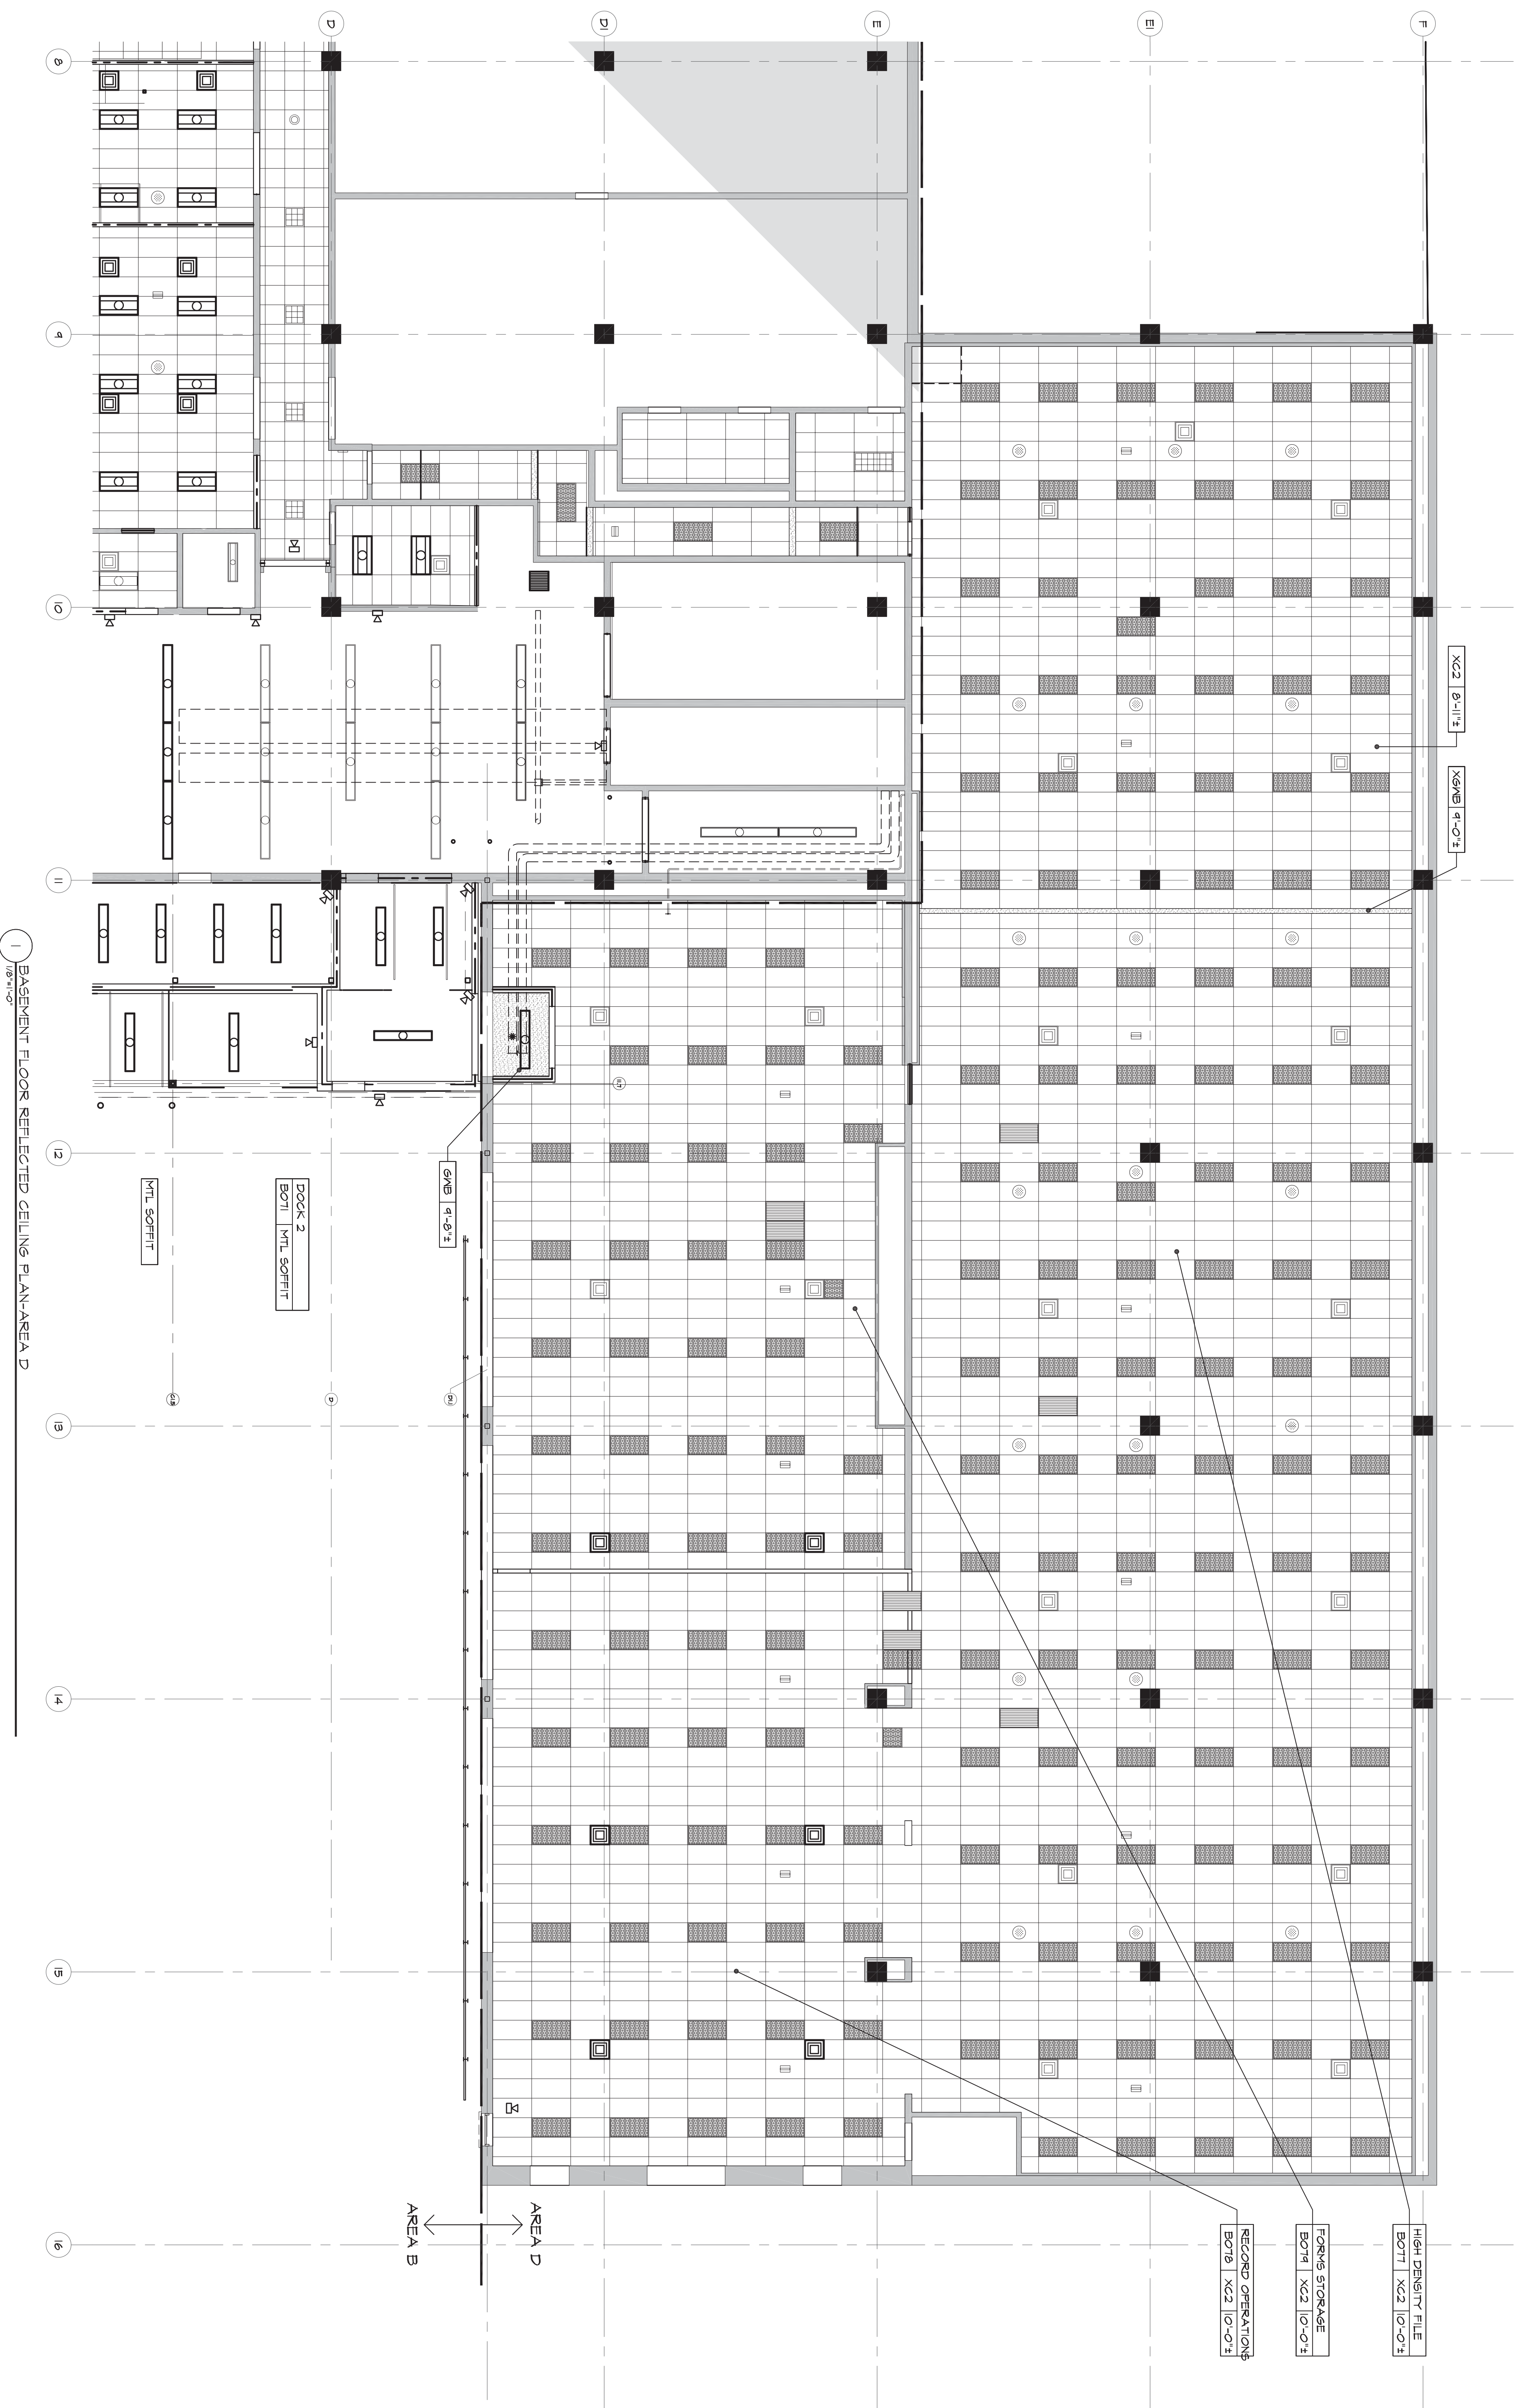 F
E1
E
D1
D
8
9
10
11
12
13
14
15
16
XC2 8'-11"±
XGWB 9'-0"±
HIGH DENSITY FILE
B077 XC2 10'-0"±
FORMS STORAGE
B079 XC2 10'-0"±
RECORD OPERATIONS
B078 XC2 10'-0"±
GWB 9'-8"±
DOCK 2
B071 MTL SOFFIT
MTL SOFFIT
D
AREA D
AREA B
1
BASEMENT FLOOR REFLECTED CEILING PLAN-AREA D
1/8"=1'-0"